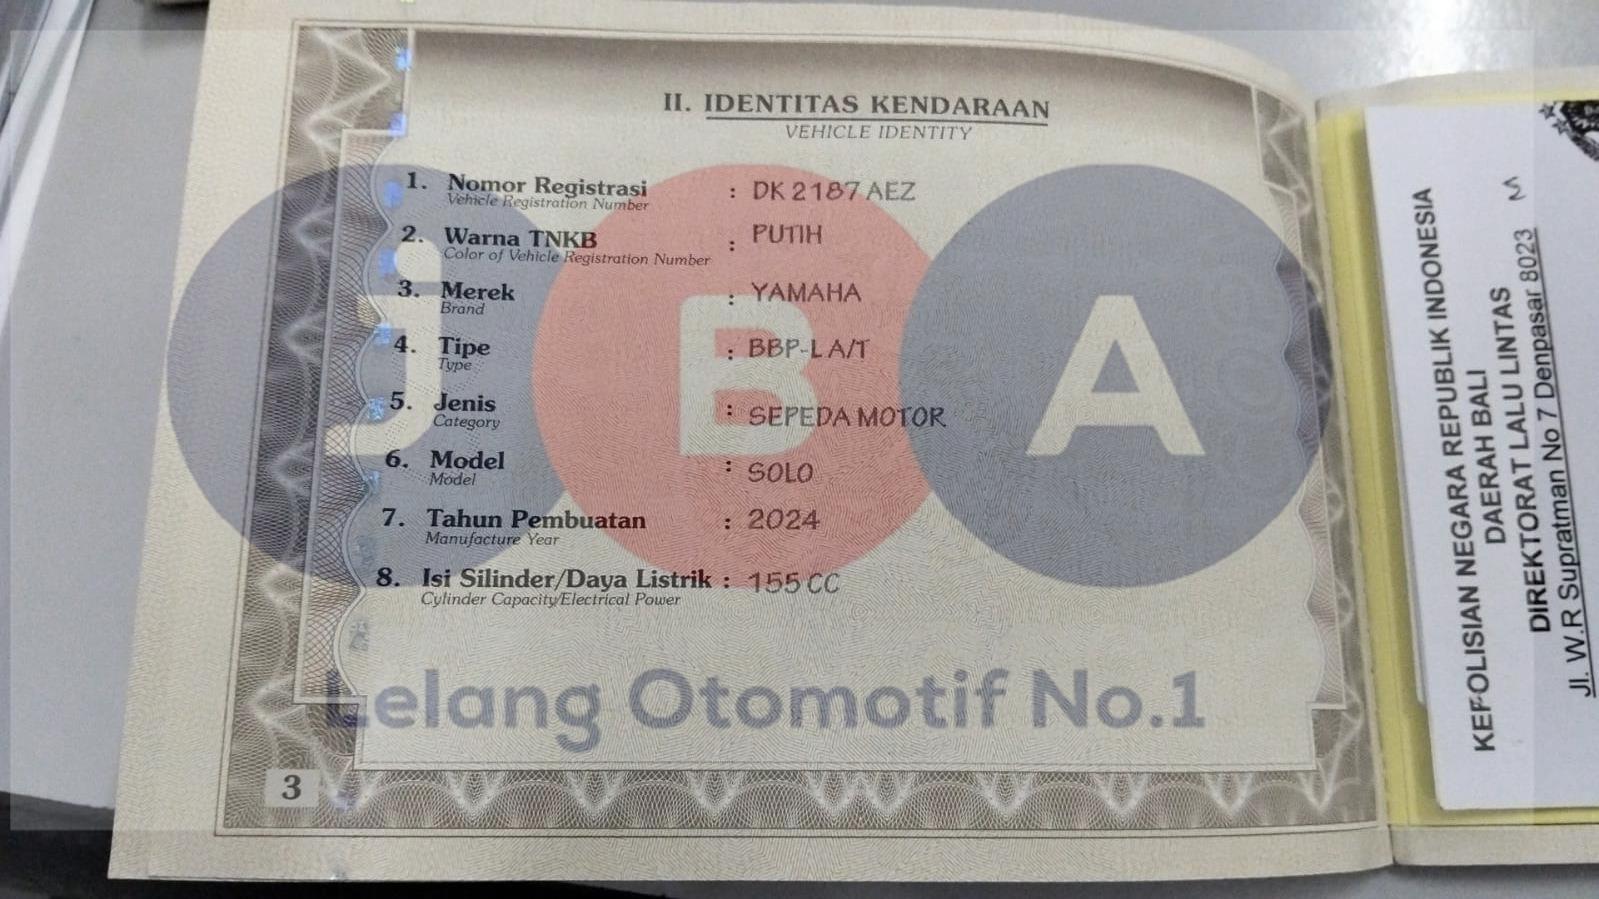 II. IDENTITAS KENDARAAN
VEHICLE IDENTITY
1. Nomor Registrasi : DK 2187 AEZ
Vehicle Registration Number
2. Warna TNKB : PUTIH
Color of Vehicle Registration Number
3. Merek : YAMAHA
Brand
4. Tipe : BBP-L A/T
Type
5. Jenis : SEPEDA MOTOR
Category
6. Model : SOLO
Model
7. Tahun Pembuatan : 2024
Manufacture Year
8. Isi Silinder/Daya Listrik : 155 CC
Cylinder Capacity/Electrical Power
3
jBA
Lelang Otomotif No.1
KEPOLISIAN NEGARA REPUBLIK INDONESIA
DAERAH BALI
DIREKTORAT LALU LINTAS
Jl. W.R Supratman No 7 Denpasar 8023